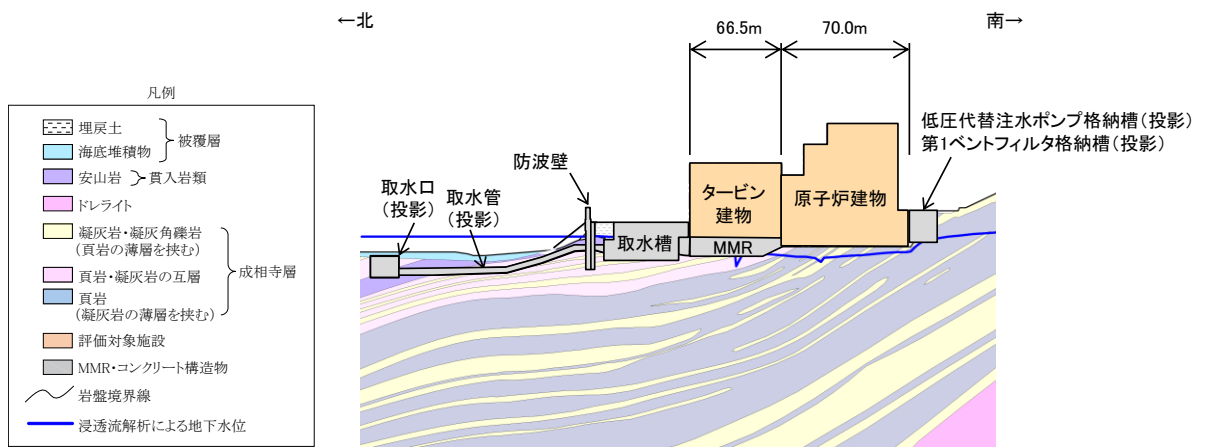 ←北
南→
66.5m
70.0m
凡例
埋戻土
海底堆積物
被覆層
安山岩
貫入岩類
ドレライト
凝灰岩・凝灰角礫岩
(頁岩の薄層を挟む)
頁岩・凝灰岩の互層
頁岩
(凝灰岩の薄層を挟む)
成相寺層
評価対象施設
MMR・コンクリート構造物
岩盤境界線
浸透流解析による地下水位
取水口
(投影)
取水管
(投影)
防波壁
取水槽
タービン
建物
MMR
原子炉建物
低圧代替注水ポンプ格納槽(投影)
第1ベントフィルタ格納槽(投影)